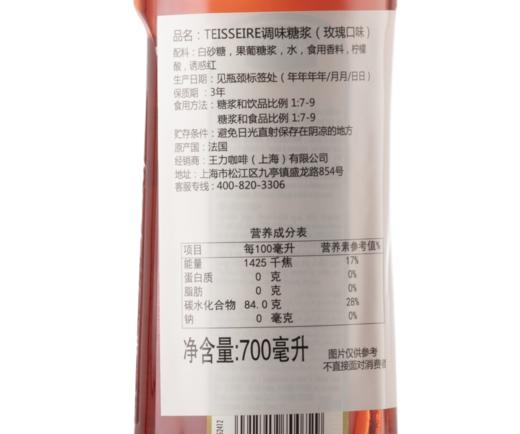 品名：TEISSEIRE调味糖浆（玫瑰口味）
配料：白砂糖，果葡糖浆，水，食用香料，柠檬
酸，诱惑红
生产日期：见瓶颈标签处（年年年年/月月/日日）
保质期：3年
食用方法：糖浆和饮品比例 1:7-9
糖浆和食品比例 1:7-9
贮存条件：避免日光直射保存在阴凉的地方
原产国：法国
经销商：王力咖啡（上海）有限公司
地址：上海市松江区九亭镇盛龙路854号
客服专线：400-820-3306
营养成分表
项目 每100毫升 营养素参考值%
能量 1425 千焦 17%
蛋白质 0 克 0%
脂肪 0 克 0%
碳水化合物 84.0 克 28%
钠 0 毫克 0%
净含量:700毫升
图片仅供参考
不直接面对消费者